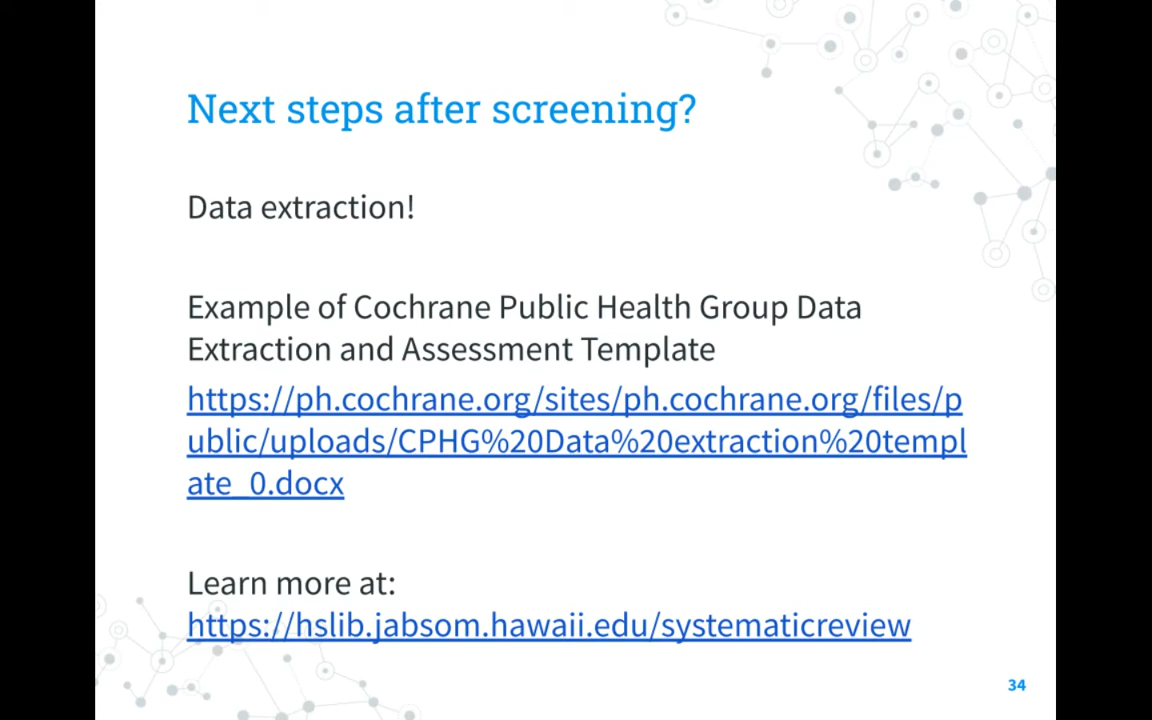 Next steps after screening?
Data extraction!
Example of Cochrane Public Health Group Data
Extraction and Assessment Template
https://ph.cochrane.org/sites/ph.cochrane.org/files/p
ublic/uploads/CPHG%20Data%20extraction%20templ
ate_0.docx
Learn more at:
https://hslib.jabsom.hawaii.edu/systematicreview
34